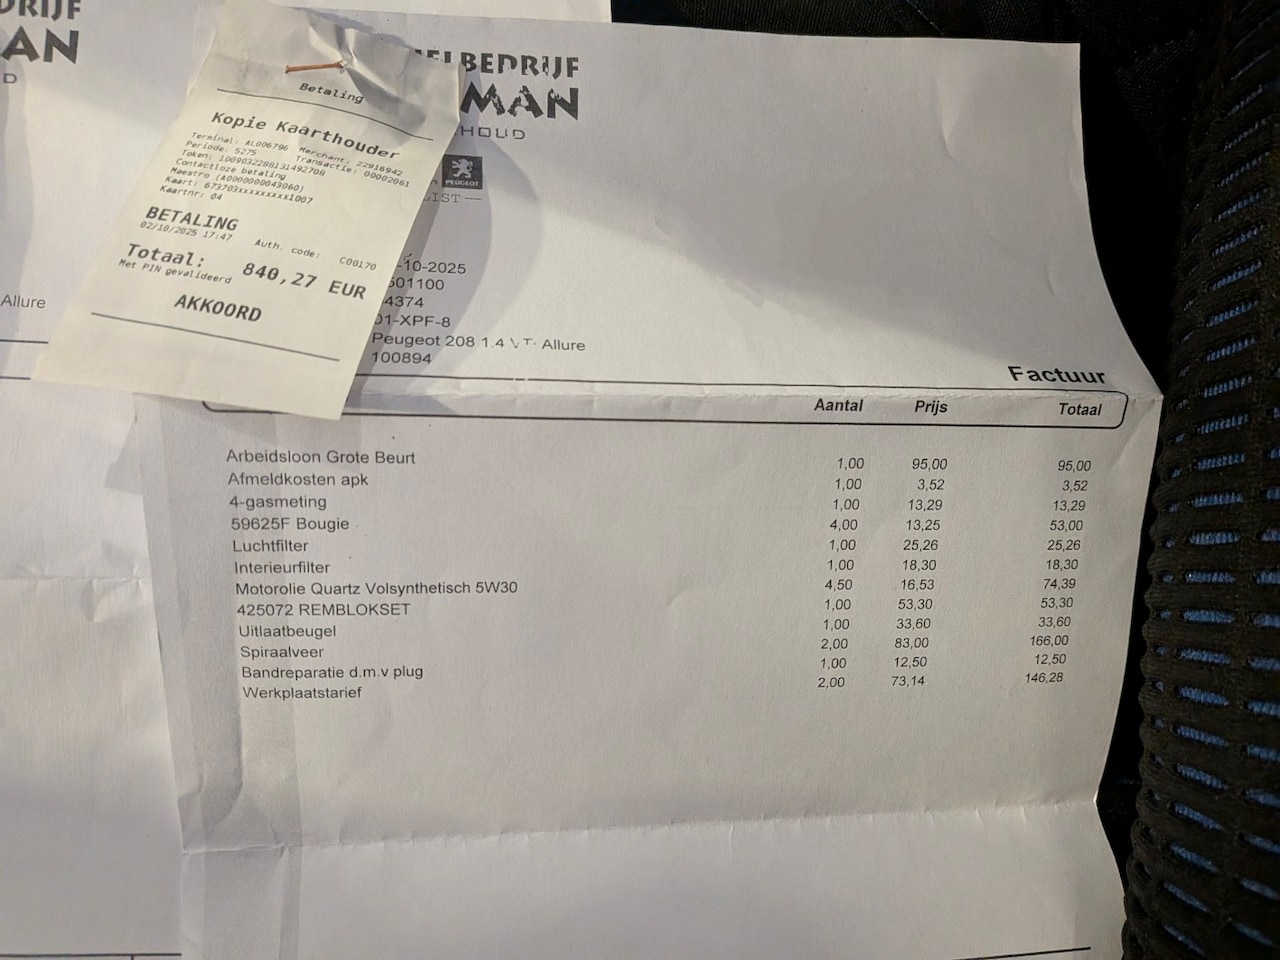 DRIJF
AN
D
Allure
Betaling
Kopie Kaarthouder
Terminal: AL006796 Merchant: 22916942
Periode: 5275 Transactie: 00002061
Token: 1009032288131492708
Contactloze betaling
Maestro (A0000000043060)
Kaart: 673703xxxxxxxxx1007
Kaartnr: 04
BETALING
02/10/2025 17:47 Auth. code: C00170
Totaal: 840,27 EUR
Met PIN gevalideerd
AKKOORD
ELBEDRIJF
MAN
HOUD
PEUGEOT
LIST
-10-2025
501100
4374
01-XPF-8
Peugeot 208 1.4 Allure
100894
Factuur
Aantal Prijs Totaal
Arbeidsloon Grote Beurt 1,00 95,00 95,00
Afmeldkosten apk 1,00 3,52 3,52
4-gasmeting 1,00 13,29 13,29
59625F Bougie 4,00 13,25 53,00
Luchtfilter 1,00 25,26 25,26
Interieurfilter 1,00 18,30 18,30
Motorolie Quartz Volsynthetisch 5W30 4,50 16,53 74,39
425072 REMBLOKSET 1,00 53,30 53,30
Uitlaatbeugel 1,00 33,60 33,60
Spiraalveer 2,00 83,00 166,00
Bandreparatie d.m.v plug 1,00 12,50 12,50
Werkplaatstarief 2,00 73,14 146,28